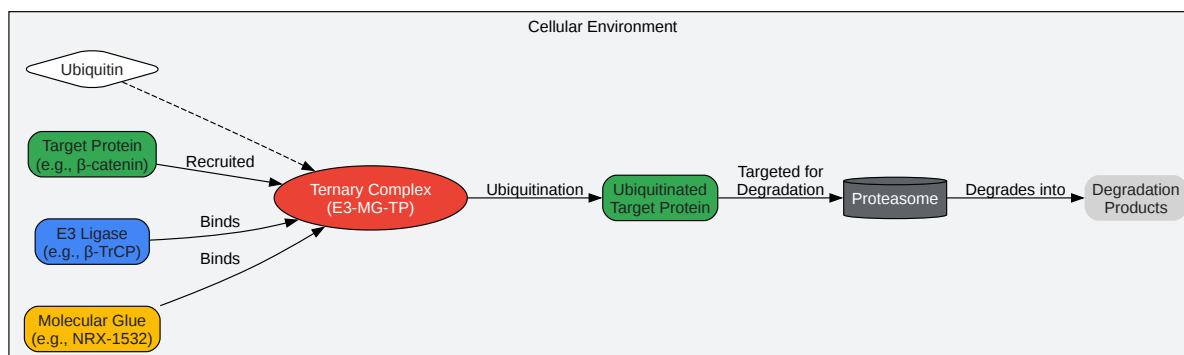 Cellular Environment
Ubiquitin
Target Protein
(e.g., β-catenin)
Recruited
E3 Ligase
(e.g., β-TrCP)
Binds
Molecular Glue
(e.g., NRX-1532)
Binds
Ternary Complex
(E3-MG-TP)
Ubiquitination
Ubiquitinated
Target Protein
Targeted for
Degradation
Proteasome
Degrades into
Degradation
Products